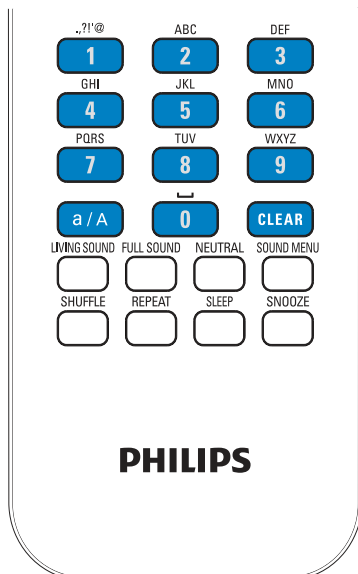 .,?!'@ ABC DEF
1 2 3
GHI JKL MNO
4 5 6
PQRS TUV WXYZ
7 8 9
a / A 0 CLEAR
LIVING SOUND FULL SOUND NEUTRAL SOUND MENU
SHUFFLE REPEAT SLEEP SNOOZE
PHILIPS